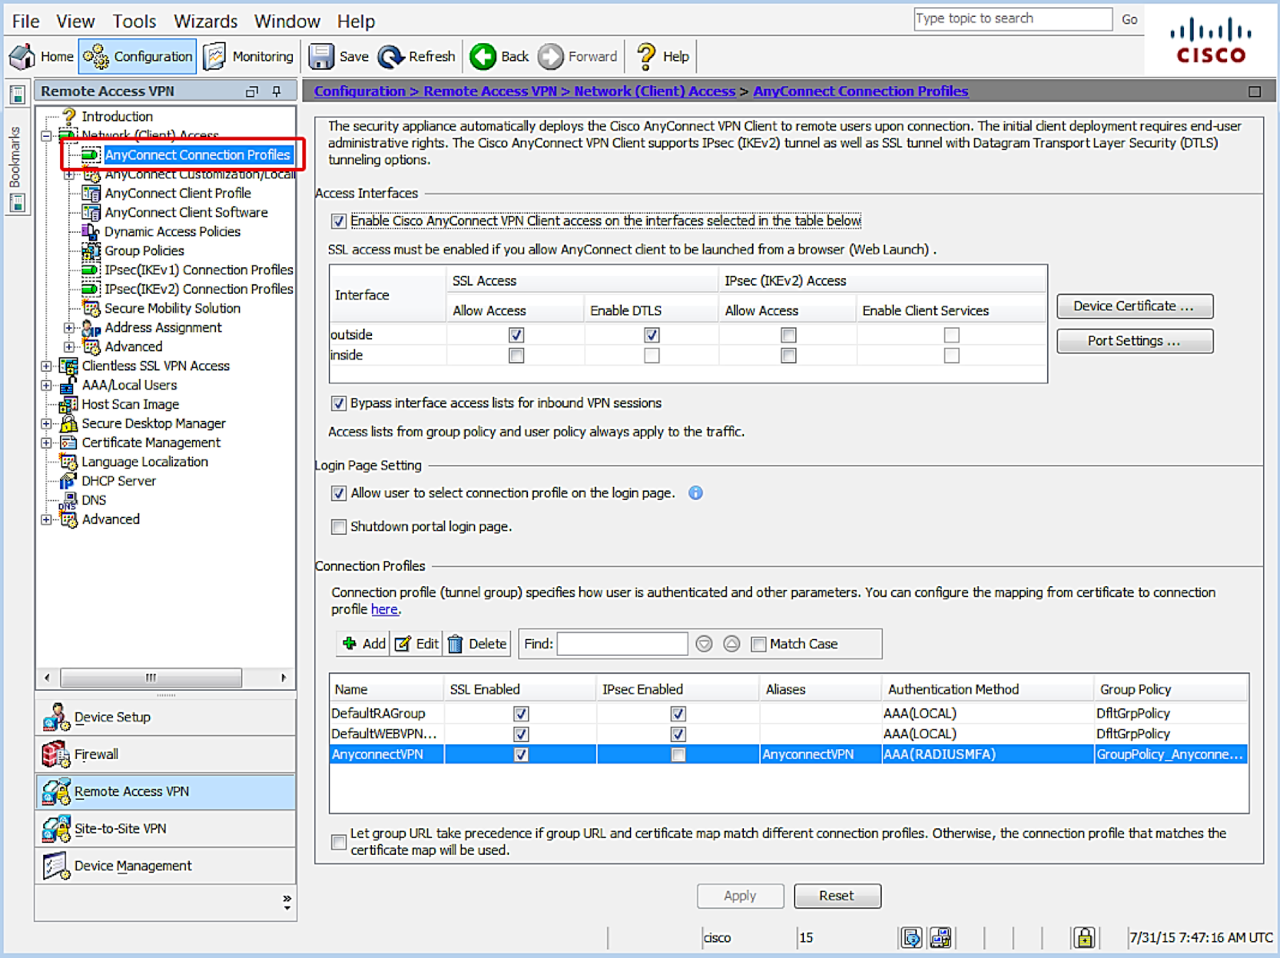 File View Tools Wizards Window Help
Type topic to search
Go
CISCO
Home Configuration Monitoring Save Refresh Back Forward Help
Bookmarks
Remote Access VPN
Introduction
Network (Client) Access
AnyConnect Connection Profiles
AnyConnect Customization/Locali
AnyConnect Client Profile
AnyConnect Client Software
Dynamic Access Policies
Group Policies
IPsec(IKEv1) Connection Profiles
IPsec(IKEv2) Connection Profiles
Secure Mobility Solution
Address Assignment
Advanced
Clientless SSL VPN Access
AAA/Local Users
Host Scan Image
Secure Desktop Manager
Certificate Management
Language Localization
DHCP Server
DNS
Advanced
Device Setup
Firewall
Remote Access VPN
Site-to-Site VPN
Device Management
Configuration > Remote Access VPN > Network (Client) Access > AnyConnect Connection Profiles
The security appliance automatically deploys the Cisco AnyConnect VPN Client to remote users upon connection. The initial client deployment requires end-user
administrative rights. The Cisco AnyConnect VPN Client supports IPsec (IKEv2) tunnel as well as SSL tunnel with Datagram Transport Layer Security (DTLS)
tunneling options.
Access Interfaces
Enable Cisco AnyConnect VPN Client access on the interfaces selected in the table below
SSL access must be enabled if you allow AnyConnect client to be launched from a browser (Web Launch) .
Interface SSL Access IPsec (IKEv2) Access
Allow Access Enable DTLS Allow Access Enable Client Services
outside
inside
Device Certificate ...
Port Settings ...
Bypass interface access lists for inbound VPN sessions
Access lists from group policy and user policy always apply to the traffic.
Login Page Setting
Allow user to select connection profile on the login page.
Shutdown portal login page.
Connection Profiles
Connection profile (tunnel group) specifies how user is authenticated and other parameters. You can configure the mapping from certificate to connection
profile here.
Add Edit Delete Find: Match Case
Name SSL Enabled IPsec Enabled Aliases Authentication Method Group Policy
DefaultRAGroup AAA(LOCAL) DfltGrpPolicy
DefaultWEBVPN... AAA(LOCAL) DfltGrpPolicy
AnyconnectVPN AnyconnectVPN AAA(RADIUSMFA) GroupPolicy_Anyconne...
Let group URL take precedence if group URL and certificate map match different connection profiles. Otherwise, the connection profile that matches the
certificate map will be used.
Apply Reset
cisco 15 7/31/15 7:47:16 AM UTC